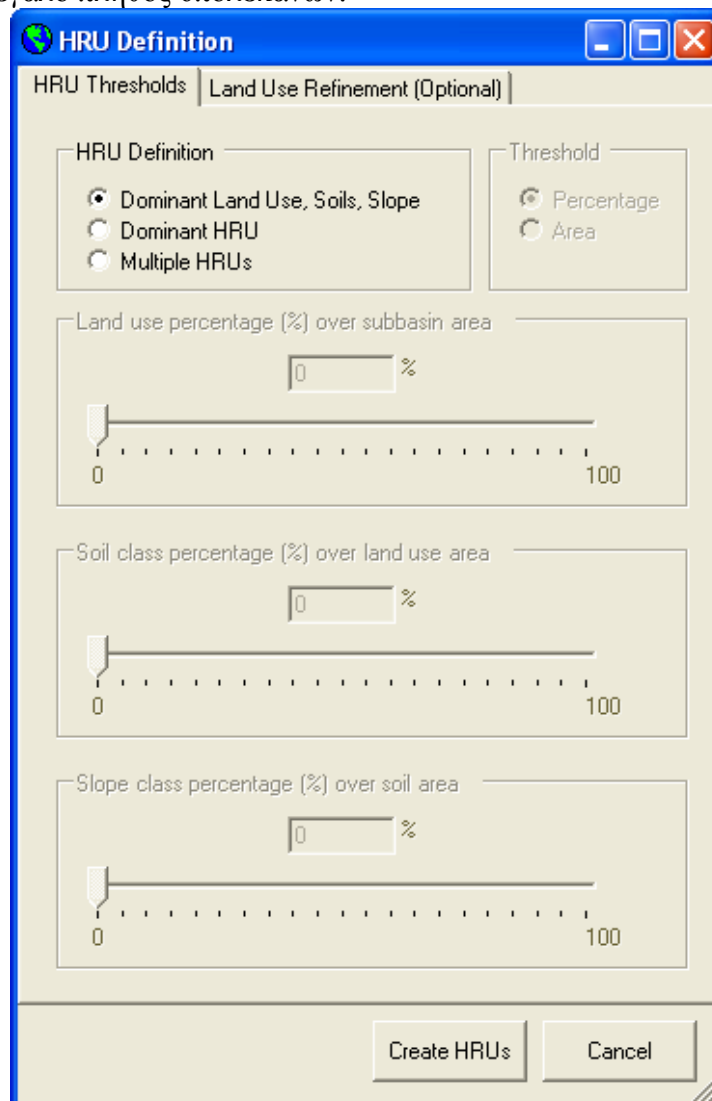 HRU Definition
HRU Thresholds Land Use Refinement (Optional)
HRU Definition
Dominant Land Use, Soils, Slope
Dominant HRU
Multiple HRUs
Threshold
Percentage
Area
Land use percentage (%) over subbasin area
0 %
0 100
Soil class percentage (%) over land use area
0 %
0 100
Slope class percentage (%) over soil area
0 %
0 100
Create HRUs Cancel